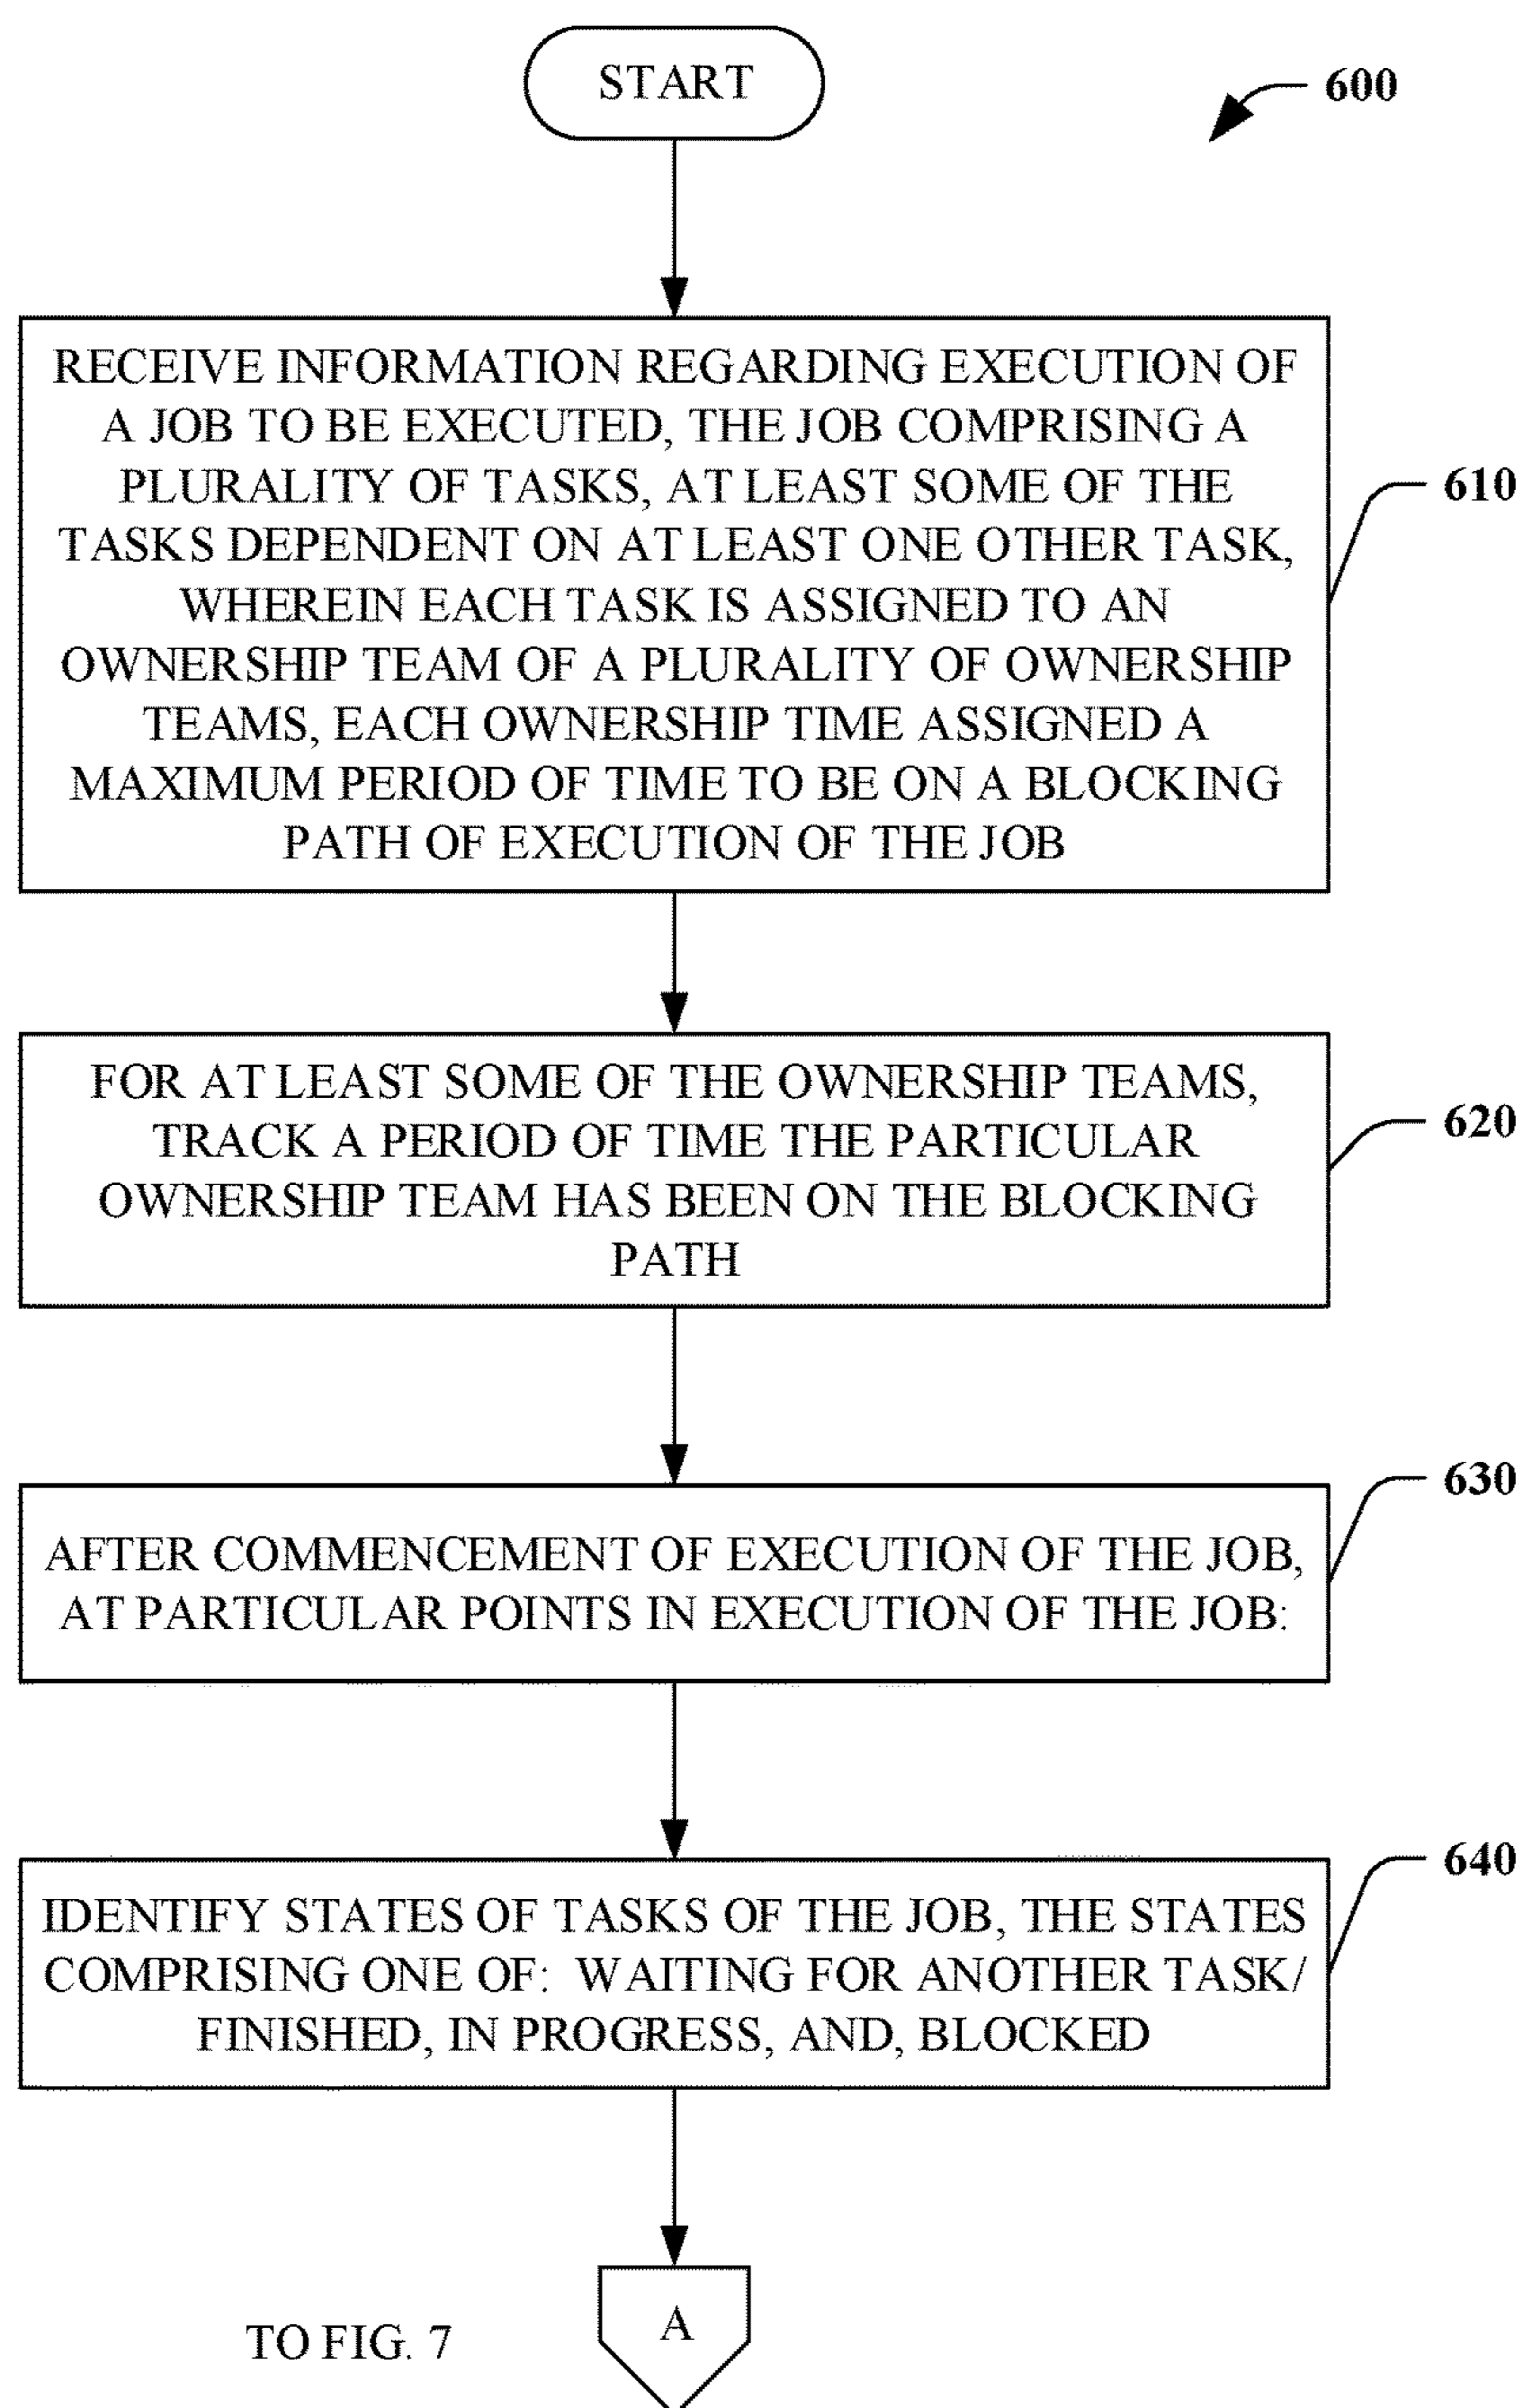 START
600
RECEIVE INFORMATION REGARDING EXECUTION OF
A JOB TO BE EXECUTED, THE JOB COMPRISING A
PLURALITY OF TASKS, AT LEAST SOME OF THE
TASKS DEPENDENT ON AT LEAST ONE OTHER TASK,
WHEREIN EACH TASK IS ASSIGNED TO AN
OWNERSHIP TEAM OF A PLURALITY OF OWNERSHIP
TEAMS, EACH OWNERSHIP TIME ASSIGNED A
MAXIMUM PERIOD OF TIME TO BE ON A BLOCKING
PATH OF EXECUTION OF THE JOB
610
FOR AT LEAST SOME OF THE OWNERSHIP TEAMS,
TRACK A PERIOD OF TIME THE PARTICULAR
OWNERSHIP TEAM HAS BEEN ON THE BLOCKING
PATH
620
AFTER COMMENCEMENT OF EXECUTION OF THE JOB,
AT PARTICULAR POINTS IN EXECUTION OF THE JOB:
630
IDENTIFY STATES OF TASKS OF THE JOB, THE STATES
COMPRISING ONE OF: WAITING FOR ANOTHER TASK/
FINISHED, IN PROGRESS, AND, BLOCKED
640
TO FIG. 7
A